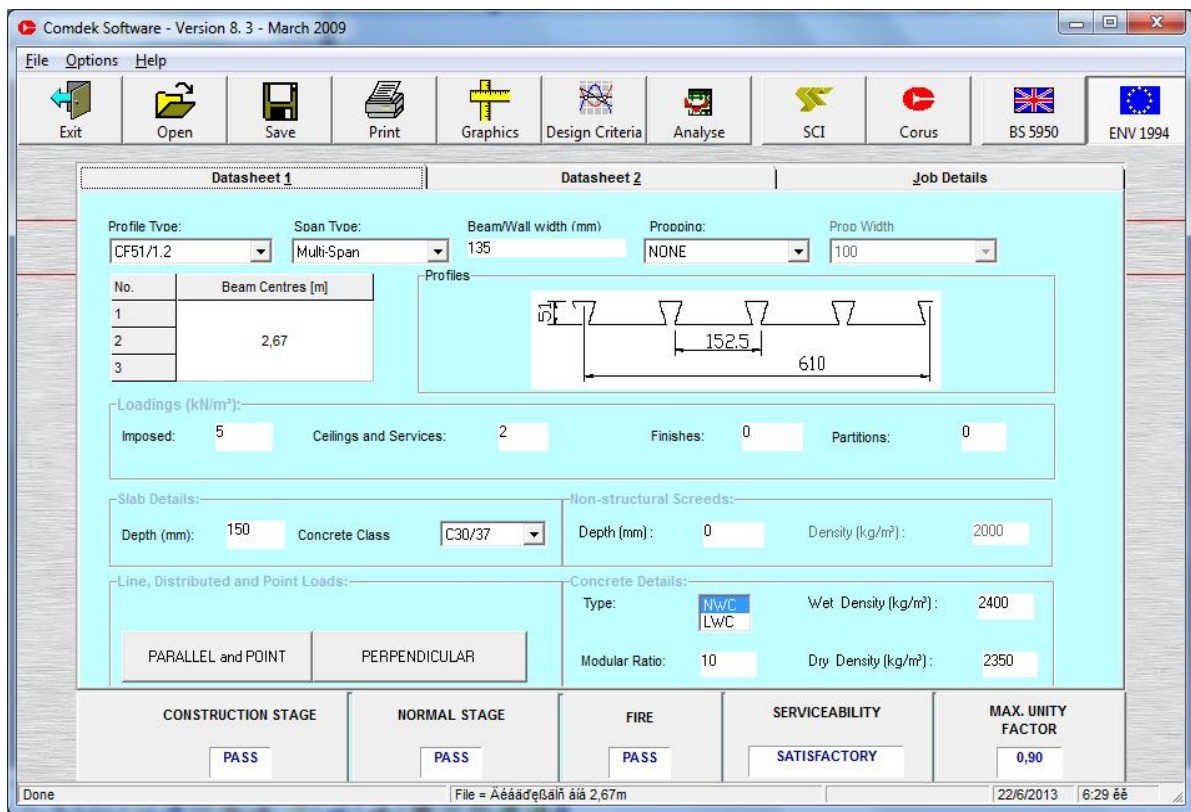 Comdek Software - Version 8. 3 - March 2009
File Options Help
Exit Open Save Print Graphics Design Criteria Analyse SCI Corus BS 5950 ENV 1994
Datasheet 1 Datasheet 2 Job Details
Profile Type: Span Type: Beam/Wall width (mm) Propping: Prop Width
CF51/1.2 Multi-Span 135 NONE 100
No. Beam Centres [m] Profiles
1
2 2,67
3
51
152.5
610
Loadings (kN/m²):
Imposed: 5 Ceilings and Services: 2 Finishes: 0 Partitions: 0
Slab Details: Non-structural Screeds:
Depth (mm): 150 Concrete Class C30/37 Depth (mm) : 0 Density (kg/m³) : 2000
Line, Distributed and Point Loads: Concrete Details:
Type: NWC Wet Density (kg/m³) : 2400
LWC
PARALLEL and POINT PERPENDICULAR Modular Ratio: 10 Dry Density (kg/m³) : 2350
CONSTRUCTION STAGE NORMAL STAGE FIRE SERVICEABILITY MAX. UNITY FACTOR
PASS PASS PASS SATISFACTORY 0,90
Done File = 2,67m 22/6/2013 6:29